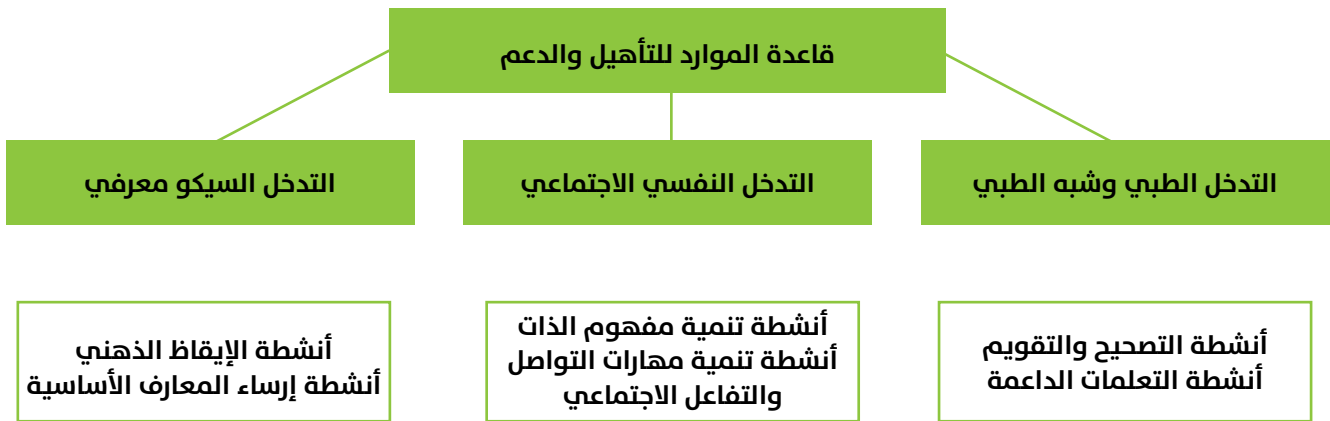 قاعدة الموارد للتأهيل والدعم
التدخل الطبي وشبه الطبي
التدخل النفسي الاجتماعي
التدخل السيكو معرفي
أنشطة التصحيح والتقويم
أنشطة التعلمات الداعمة
أنشطة تنمية مفهوم الذات
أنشطة تنمية مهارات التواصل
والتفاعل الاجتماعي
أنشطة الإيقاظ الذهني
أنشطة إرساء المعارف الأساسية